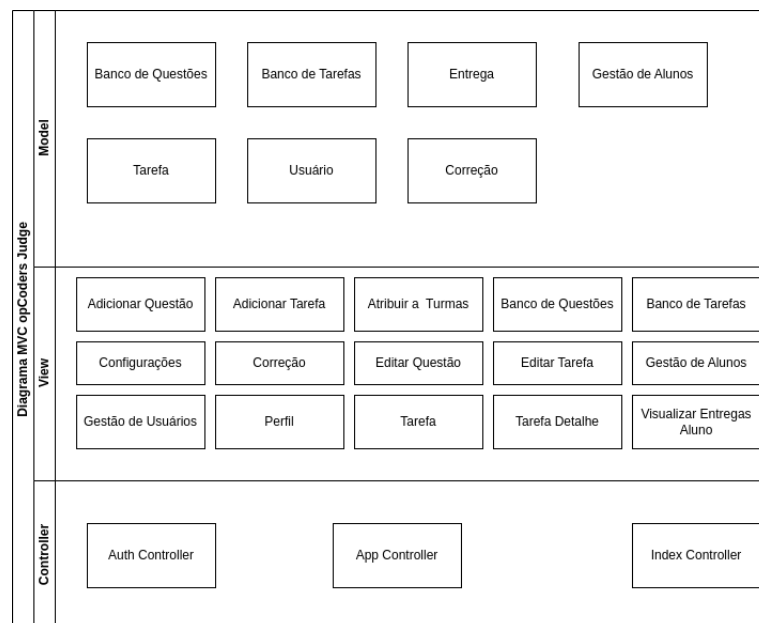 Diagrama MVC opCoders Judge
Model
Banco de Questões
Banco de Tarefas
Entrega
Gestão de Alunos
Tarefa
Usuário
Correção
View
Adicionar Questão
Adicionar Tarefa
Atribuir a Turmas
Banco de Questões
Banco de Tarefas
Configurações
Correção
Editar Questão
Editar Tarefa
Gestão de Alunos
Gestão de Usuários
Perfil
Tarefa
Tarefa Detalhe
Visualizar Entregas
Aluno
Controller
Auth Controller
App Controller
Index Controller